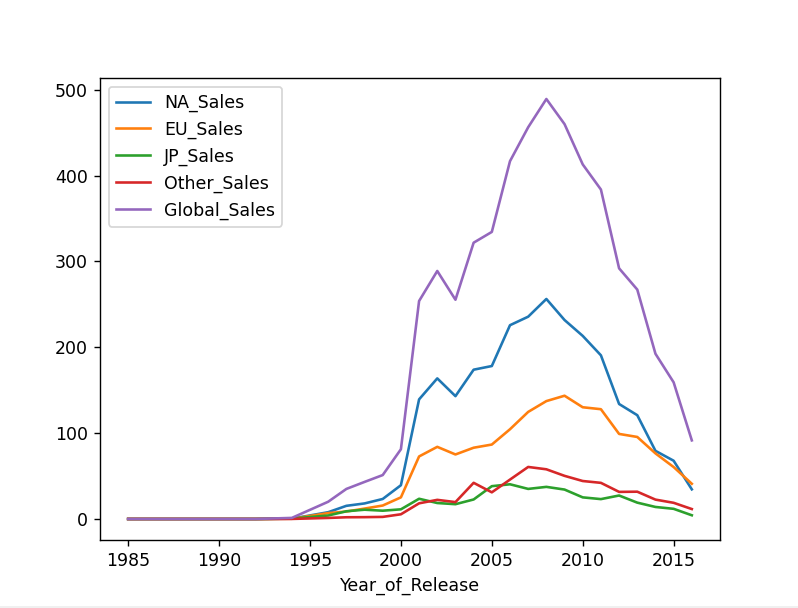 NA_Sales
EU_Sales
JP_Sales
Other_Sales
Global_Sales
500
400
300
200
100
0
1985 1990 1995 2000 2005 2010 2015
Year_of_Release